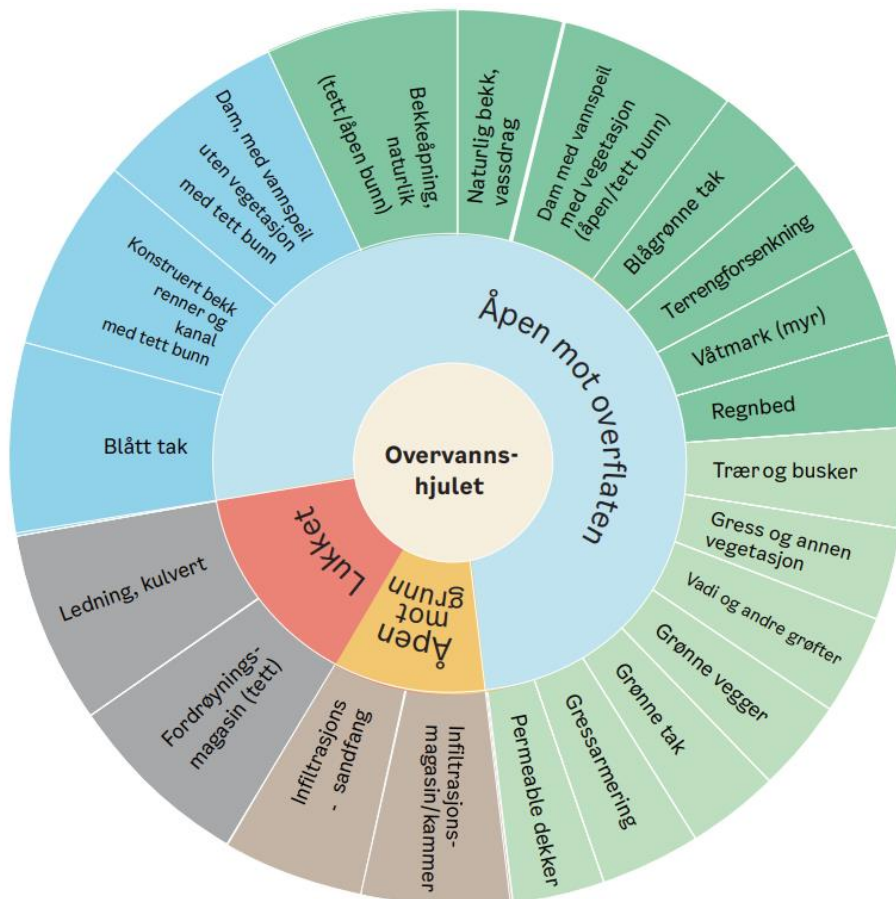 Overvanns-
hjulet
Åpen mot overflaten
Åpen
mot
grunn
Lukket
Bekkeåpning,
naturlik
(tett/åpen bunn)
Naturlig bekk,
vassdrag
Dam med vannspeil
med vegetasjon
(åpen/tett bunn)
Blågrønne tak
Terrengforsenkning
Våtmark (myr)
Regnbed
Trær og busker
Gress og annen
vegetasjon
Vadi og andre grøfter
Grønne vegger
Grønne tak
Gressarmering
Permeable dekker
Infiltrasjons-
magasin/kammer
Infiltrasjons
- sandfang
Fordrøynings-
magasin (tett)
Ledning, kulvert
Blått tak
Konstruert bekk
renner og
kanal
med tett bunn
Dam, med vannspeil
uten vegetasjon
med tett bunn